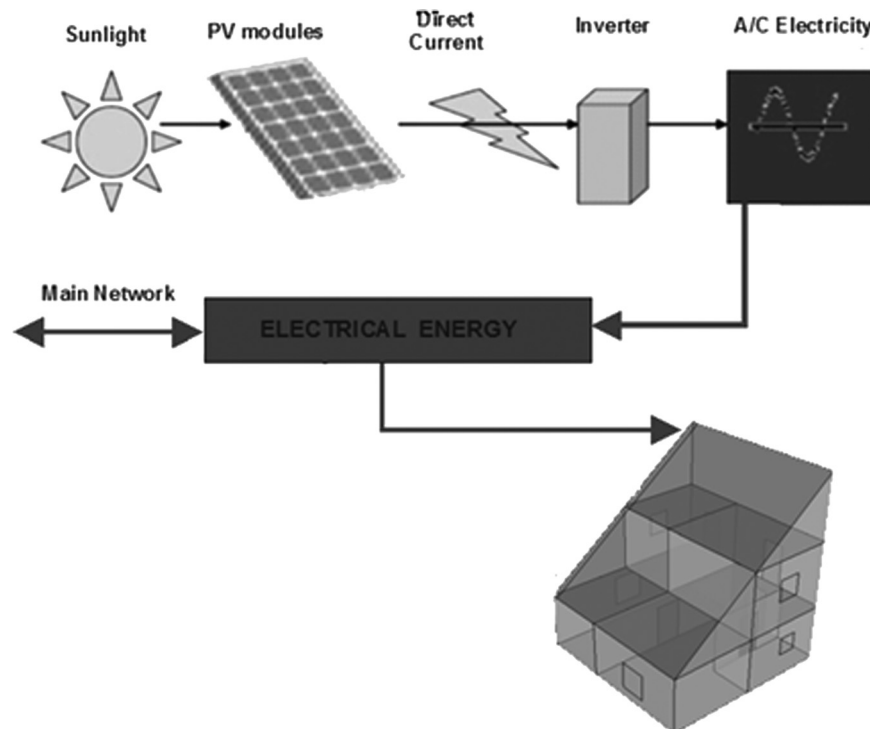 Sunlight
PV modules
Direct
Current
Inverter
A/C Electricity
Main Network
ELECTRICAL ENERGY